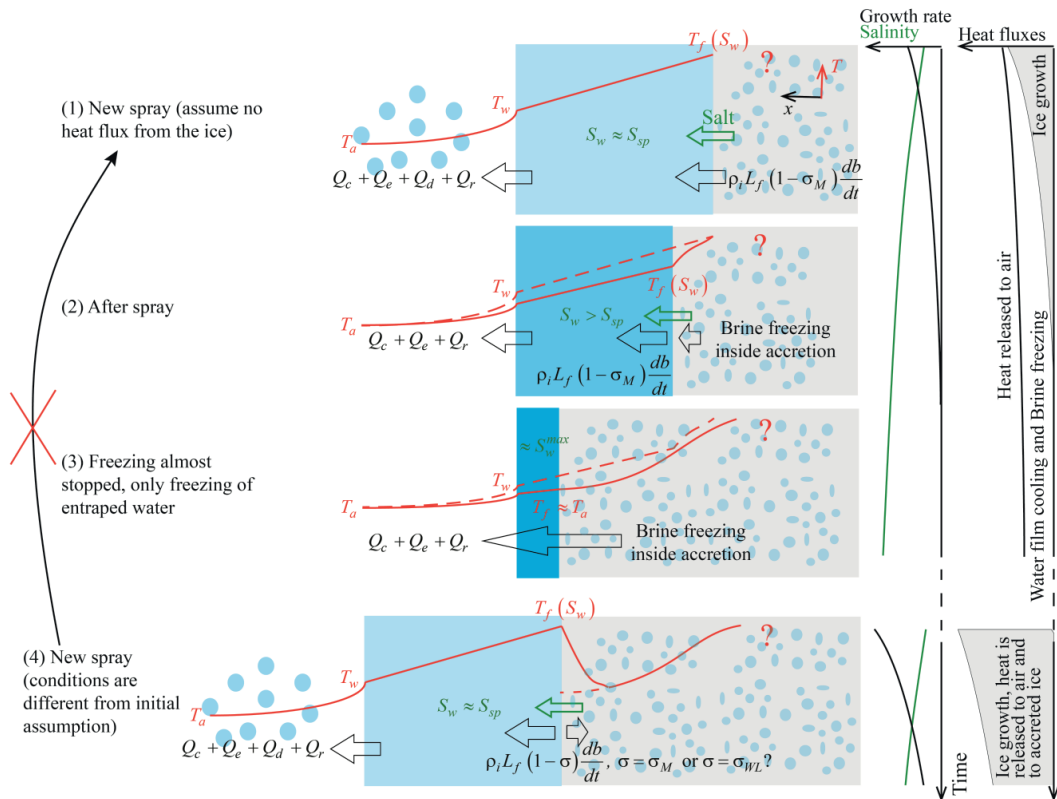 Growth rate
Salinity
Heat fluxes
T_f (S_w)
?
T
x
(1) New spray (assume no
heat flux from the ice)
T_w
T_a
Salt
S_w ≈ S_sp
Q_c + Q_e + Q_d + Q_r
ρ_i L_f (1−σ_M) db/dt
Ice growth
?
(2) After spray
T_w
T_f (S_w)
T_a
S_w > S_sp
Q_c + Q_e + Q_r
Brine freezing
inside accretion
ρ_i L_f (1−σ_M) db/dt
Heat released to air
Water film cooling and Brine freezing
?
≈ S_w^max
(3) Freezing almost
stopped, only freezing of
entraped water
T_w
T_a
T_f ≈ T_a
Q_c + Q_e + Q_r
Brine freezing
inside accretion
T_f (S_w)
?
(4) New spray
(conditions are
different from initial
assumption)
T_w
T_a
S_w ≈ S_sp
Q_c + Q_e + Q_d + Q_r
ρ_i L_f (1−σ) db/dt, σ = σ_M or σ = σ_WL?
Time
Ice growth, heat is
released to air and
to accreted ice